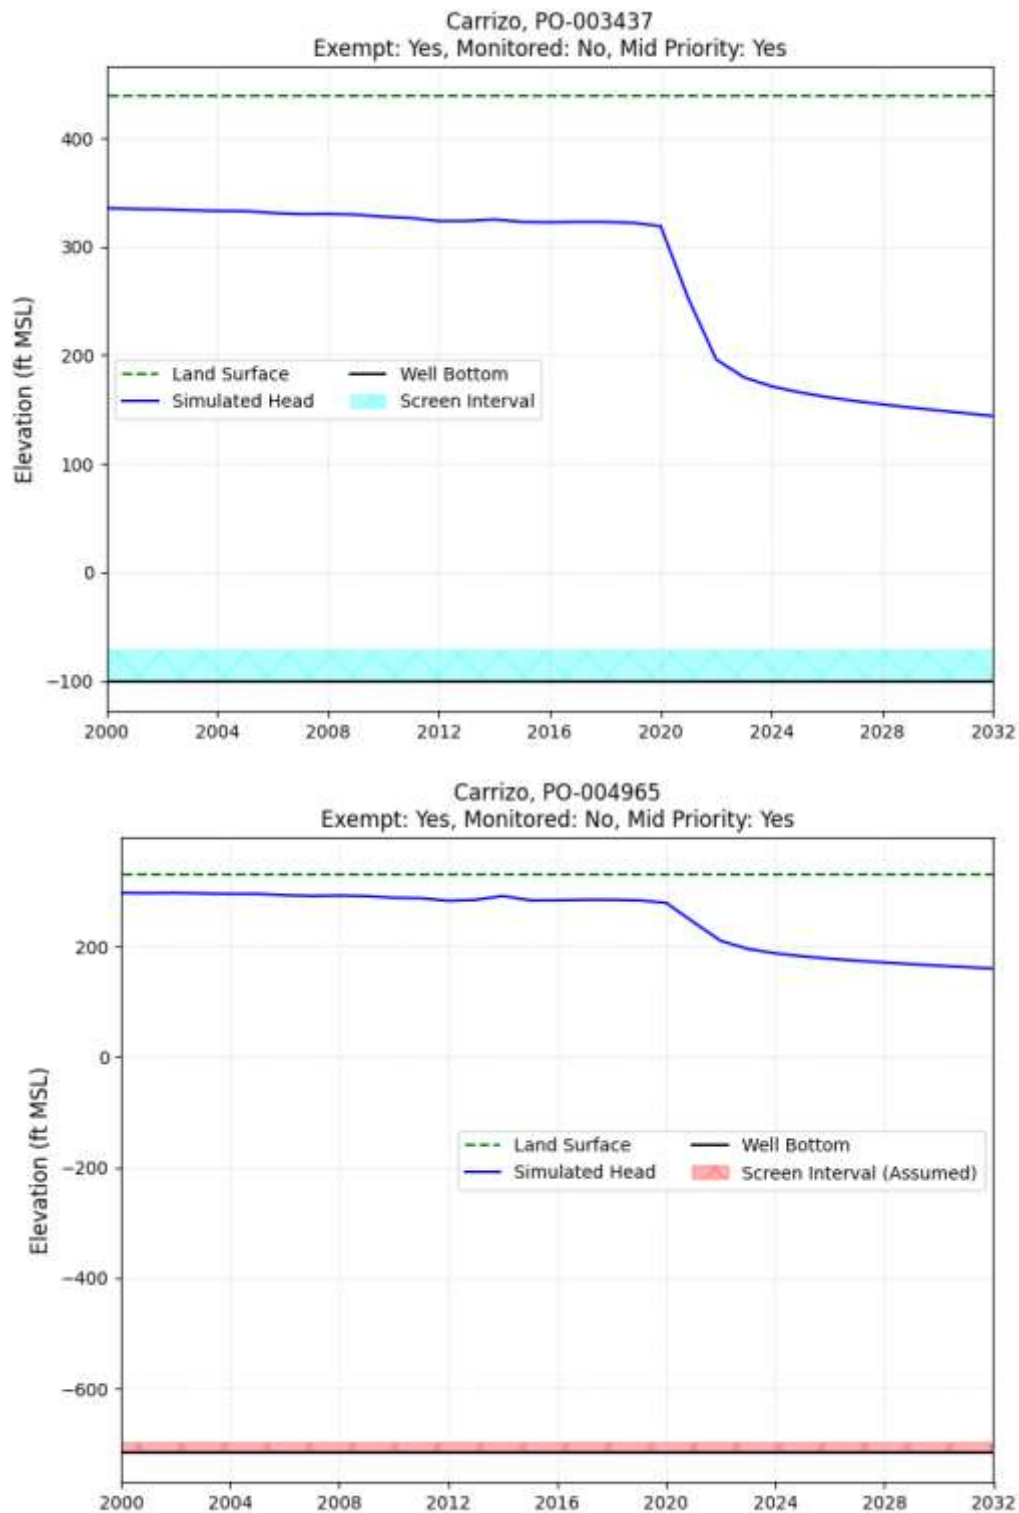 Carrizo, PO-003437
Exempt: Yes, Monitored: No, Mid Priority: Yes
Elevation (ft MSL)
400
300
200
100
0
−100
Land Surface
Simulated Head
Well Bottom
Screen Interval
2000 2004 2008 2012 2016 2020 2024 2028 2032
Carrizo, PO-004965
Exempt: Yes, Monitored: No, Mid Priority: Yes
Elevation (ft MSL)
200
0
−200
−400
−600
Land Surface
Simulated Head
Well Bottom
Screen Interval (Assumed)
2000 2004 2008 2012 2016 2020 2024 2028 2032